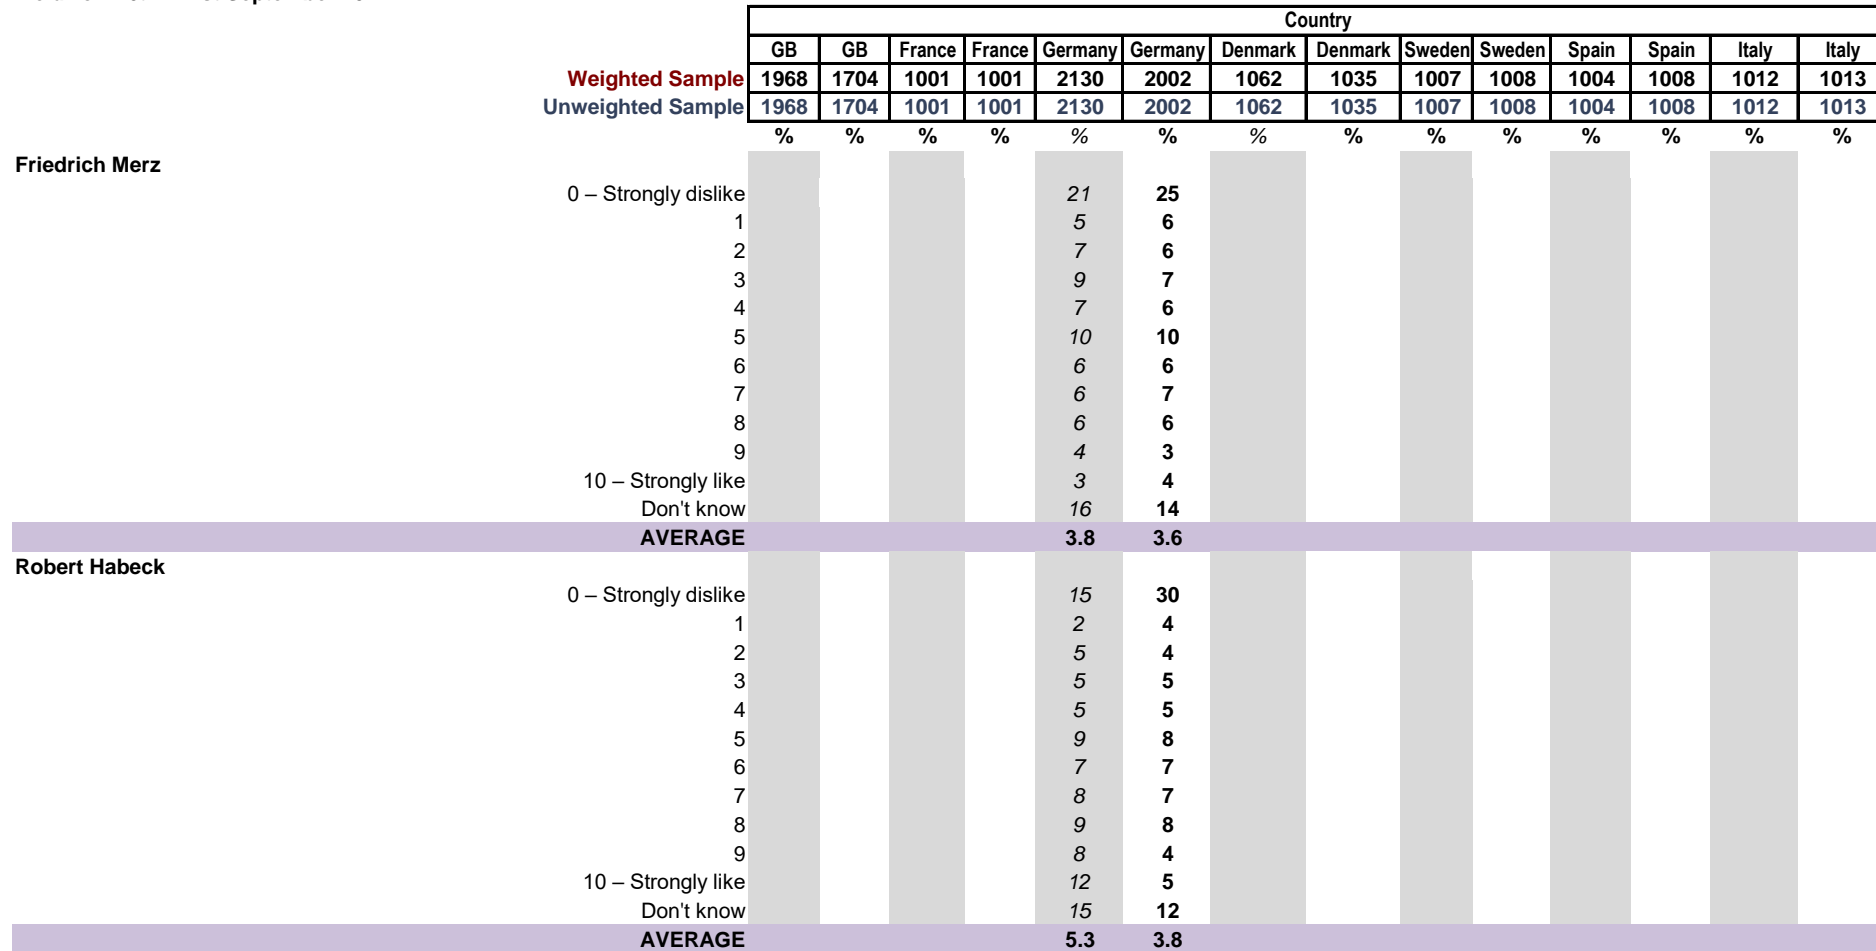 Country
GB GB France France Germany Germany Denmark Denmark Sweden Sweden Spain Spain Italy Italy
Weighted Sample 1968 1704 1001 1001 2130 2002 1062 1035 1007 1008 1004 1008 1012 1013
Unweighted Sample 1968 1704 1001 1001 2130 2002 1062 1035 1007 1008 1004 1008 1012 1013
% % % % % % % % % % % % % %
Friedrich Merz
0 – Strongly dislike 21 25
1 5 6
2 7 6
3 9 7
4 7 6
5 10 10
6 6 6
7 6 7
8 6 6
9 4 3
10 – Strongly like 3 4
Don't know 16 14
AVERAGE 3.8 3.6
Robert Habeck
0 – Strongly dislike 15 30
1 2 4
2 5 4
3 5 5
4 5 5
5 9 8
6 7 7
7 8 7
8 9 8
9 8 4
10 – Strongly like 12 5
Don't know 15 12
AVERAGE 5.3 3.8